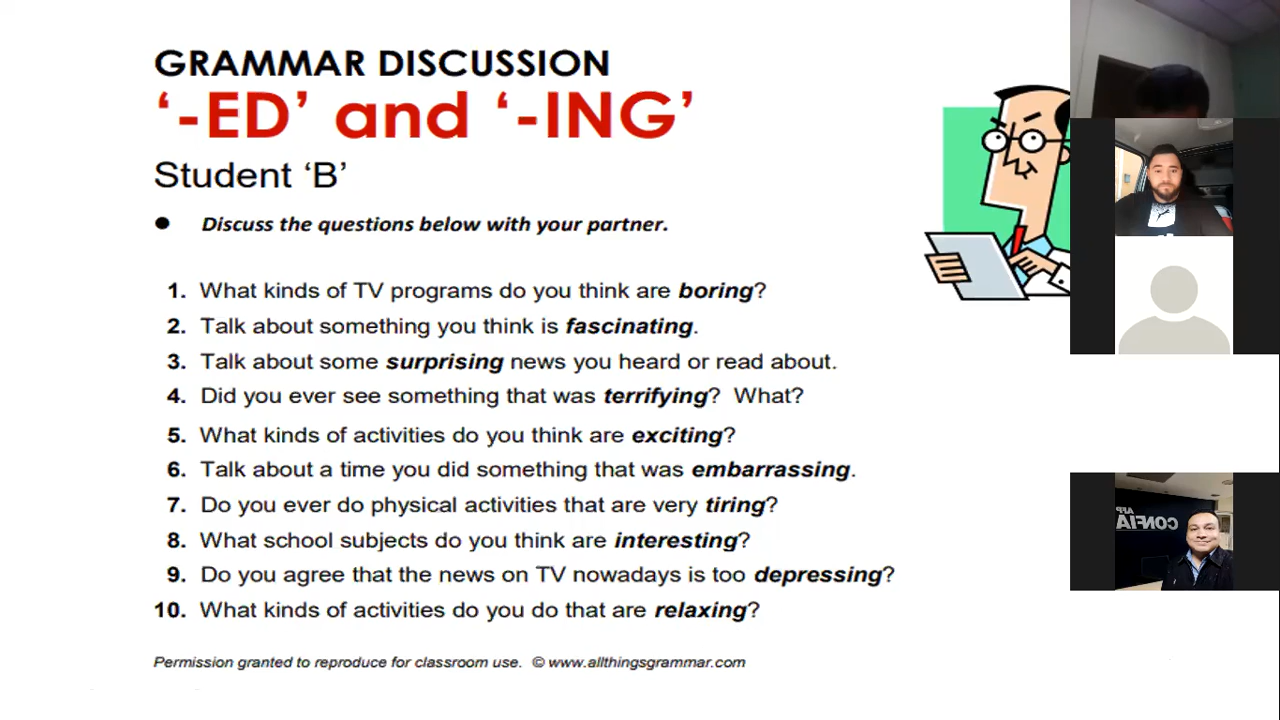 GRAMMAR DISCUSSION
‘-ED’ and ‘-ING’
Student ‘B’
● Discuss the questions below with your partner.
1. What kinds of TV programs do you think are boring?
2. Talk about something you think is fascinating.
3. Talk about some surprising news you heard or read about.
4. Did you ever see something that was terrifying? What?
5. What kinds of activities do you think are exciting?
6. Talk about a time you did something that was embarrassing.
7. Do you ever do physical activities that are very tiring?
8. What school subjects do you think are interesting?
9. Do you agree that the news on TV nowadays is too depressing?
10. What kinds of activities do you do that are relaxing?
Permission granted to reproduce for classroom use. © www.allthingsgrammar.com
AFP
CONFIA